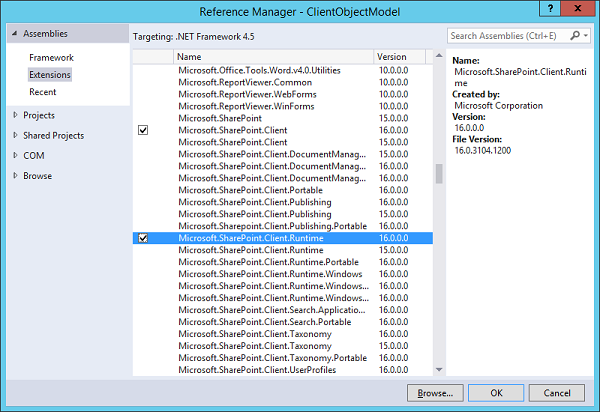 Reference Manager - ClientObjectModel
? x
Assemblies
Framework
Extensions
Recent
Projects
Shared Projects
COM
Browse
Targeting: .NET Framework 4.5
Name Version
Microsoft.Office.Tools.Word.v4.0.Utilities 10.0.0.0
Microsoft.ReportViewer.Common 10.0.0.0
Microsoft.ReportViewer.WebForms 10.0.0.0
Microsoft.ReportViewer.WinForms 10.0.0.0
Microsoft.SharePoint 15.0.0.0
Microsoft.SharePoint.Client 16.0.0.0
Microsoft.SharePoint.Client 15.0.0.0
Microsoft.SharePoint.Client.DocumentManag... 15.0.0.0
Microsoft.SharePoint.Client.DocumentManag... 16.0.0.0
Microsoft.SharePoint.Client.DocumentManag... 16.0.0.0
Microsoft.SharePoint.Client.Portable 16.0.0.0
Microsoft.SharePoint.Client.Publishing 16.0.0.0
Microsoft.SharePoint.Client.Publishing 15.0.0.0
Microsoft.SharePoint.Client.Publishing.Portable 16.0.0.0
Microsoft.SharePoint.Client.Runtime 16.0.0.0
Microsoft.SharePoint.Client.Runtime 15.0.0.0
Microsoft.SharePoint.Client.Runtime.Portable 16.0.0.0
Microsoft.SharePoint.Client.Runtime.Windows 16.0.0.0
Microsoft.SharePoint.Client.Runtime.Windows... 16.0.0.0
Microsoft.SharePoint.Client.Runtime.Windows... 16.0.0.0
Microsoft.SharePoint.Client.Search.Applicatio... 16.0.0.0
Microsoft.SharePoint.Client.Search.Portable 16.0.0.0
Microsoft.SharePoint.Client.Taxonomy 16.0.0.0
Microsoft.SharePoint.Client.Taxonomy 15.0.0.0
Microsoft.SharePoint.Client.Taxonomy.Portable 16.0.0.0
Microsoft.SharePoint.Client.UserProfiles 16.0.0.0
Search Assemblies (Ctrl+E)
Name:
Microsoft.SharePoint.Client.Runti
me
Created by:
Microsoft Corporation
Version:
16.0.0.0
File Version:
16.0.3104.1200
Browse... OK Cancel